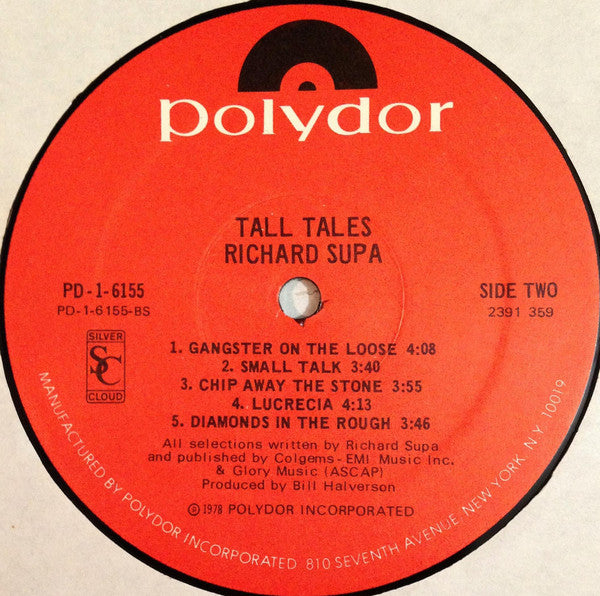 polydor
TALL TALES
RICHARD SUPA
PD-1-6155
PD-1-6155-BS
SIDE TWO
2391 359
SILVER
SC
CLOUD
1. GANGSTER ON THE LOOSE 4:08
2. SMALL TALK 3:40
3. CHIP AWAY THE STONE 3:55
4. LUCRECIA 4:13
5. DIAMONDS IN THE ROUGH 3:46
All selections written by Richard Supa
and published by Colgems-EMI Music Inc.
& Glory Music (ASCAP)
Produced by Bill Halverson
℗ 1978 POLYDOR INCORPORATED
MANUFACTURED BY POLYDOR INCORPORATED 810 SEVENTH AVENUE, NEW YORK, N.Y. 10019